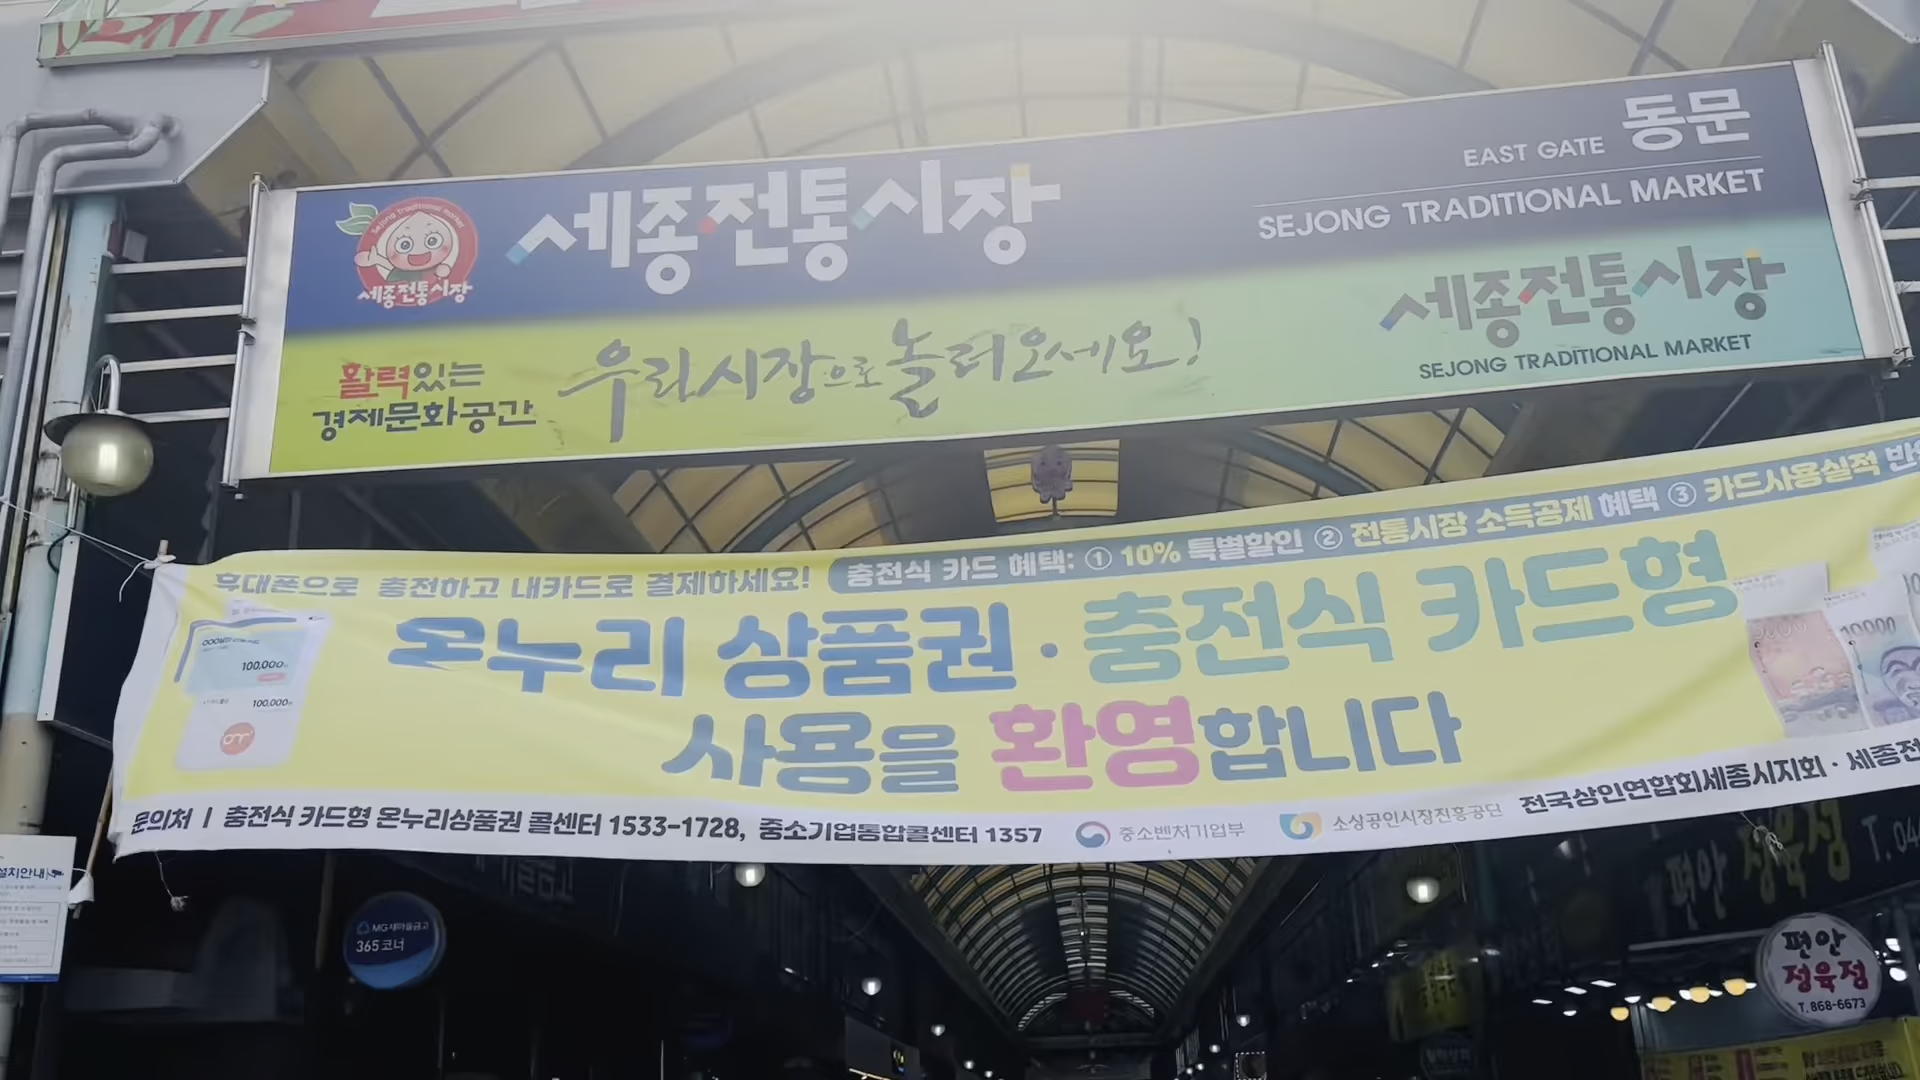 세종전통시장
EAST GATE 동문
SEJONG TRADITIONAL MARKET
Sejong traditional market
세종전통시장
활력있는
경제문화공간
우리시장으로 놀러오세요!
세종전통시장
SEJONG TRADITIONAL MARKET
휴대폰으로 충전하고 내카드로 결제하세요!
충전식 카드 혜택: ① 10% 특별할인 ② 전통시장 소득공제 혜택 ③ 카드사용실적
온누리 상품권 · 충전식 카드형
사용을 환영합니다
100,000
100,000
10000
문의처 | 충전식 카드형 온누리상품권 콜센터 1533-1728, 중소기업통합콜센터 1357
중소벤처기업부
소상공인시장진흥공단
전국상인연합회세종시지회 ·
설치안내
MG새마을금고
365코너
편안 정육점 T.
편안
정육점
T.868-6673